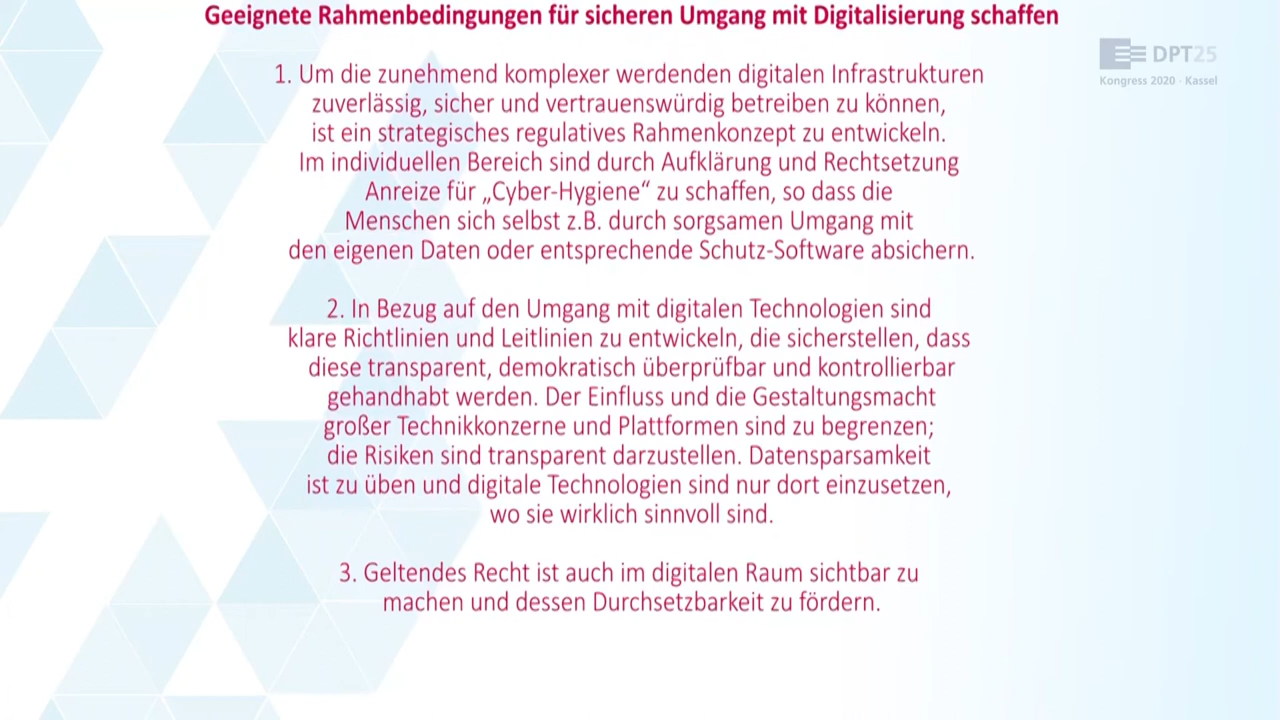 Geeignete Rahmenbedingungen für sicheren Umgang mit Digitalisierung schaffen
DPT25
Kongress 2020 · Kassel
1. Um die zunehmend komplexer werdenden digitalen Infrastrukturen
zuverlässig, sicher und vertrauenswürdig betreiben zu können,
ist ein strategisches regulatives Rahmenkonzept zu entwickeln.
Im individuellen Bereich sind durch Aufklärung und Rechtsetzung
Anreize für „Cyber-Hygiene“ zu schaffen, so dass die
Menschen sich selbst z.B. durch sorgsamen Umgang mit
den eigenen Daten oder entsprechende Schutz-Software absichern.
2. In Bezug auf den Umgang mit digitalen Technologien sind
klare Richtlinien und Leitlinien zu entwickeln, die sicherstellen, dass
diese transparent, demokratisch überprüfbar und kontrollierbar
gehandhabt werden. Der Einfluss und die Gestaltungsmacht
großer Technikkonzerne und Plattformen sind zu begrenzen;
die Risiken sind transparent darzustellen. Datensparsamkeit
ist zu üben und digitale Technologien sind nur dort einzusetzen,
wo sie wirklich sinnvoll sind.
3. Geltendes Recht ist auch im digitalen Raum sichtbar zu
machen und dessen Durchsetzbarkeit zu fördern.